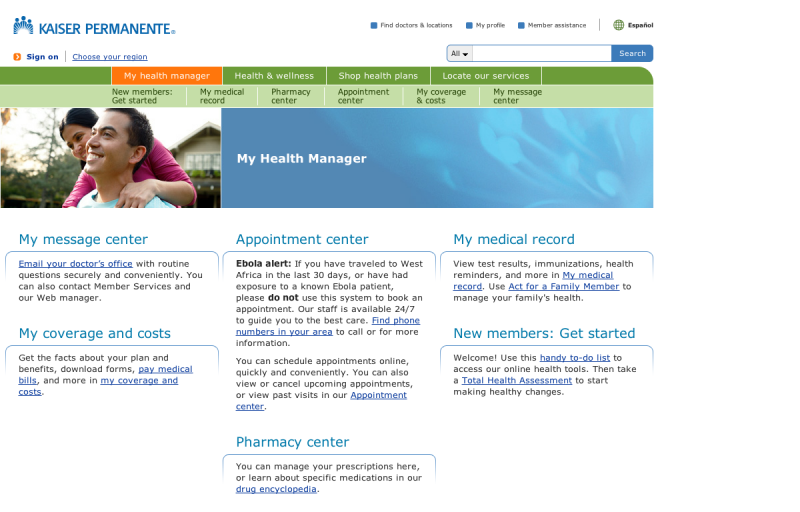 KAISER PERMANENTE®
Find doctors & locations
My profile
Member assistance
Español
Sign on
Choose your region
All
Search
My health manager
Health & wellness
Shop health plans
Locate our services
New members:
Get started
My medical
record
Pharmacy
center
Appointment
center
My coverage
& costs
My message
center
My Health Manager
My message center
Email your doctor's office with routine
questions securely and conveniently. You
can also contact Member Services and
our Web manager.
My coverage and costs
Get the facts about your plan and
benefits, download forms, pay medical
bills, and more in my coverage and
costs.
Appointment center
Ebola alert: If you have traveled to West
Africa in the last 30 days, or have had
exposure to a known Ebola patient,
please do not use this system to book an
appointment. Our staff is available 24/7
to guide you to the best care. Find phone
numbers in your area to call or for more
information.
You can schedule appointments online,
quickly and conveniently. You can also
view or cancel upcoming appointments,
or view past visits in our Appointment
center.
Pharmacy center
You can manage your prescriptions here,
or learn about specific medications in our
drug encyclopedia.
My medical record
View test results, immunizations, health
reminders, and more in My medical
record. Use Act for a Family Member to
manage your family's health.
New members: Get started
Welcome! Use this handy to-do list to
access our online health tools. Then take
a Total Health Assessment to start
making healthy changes.